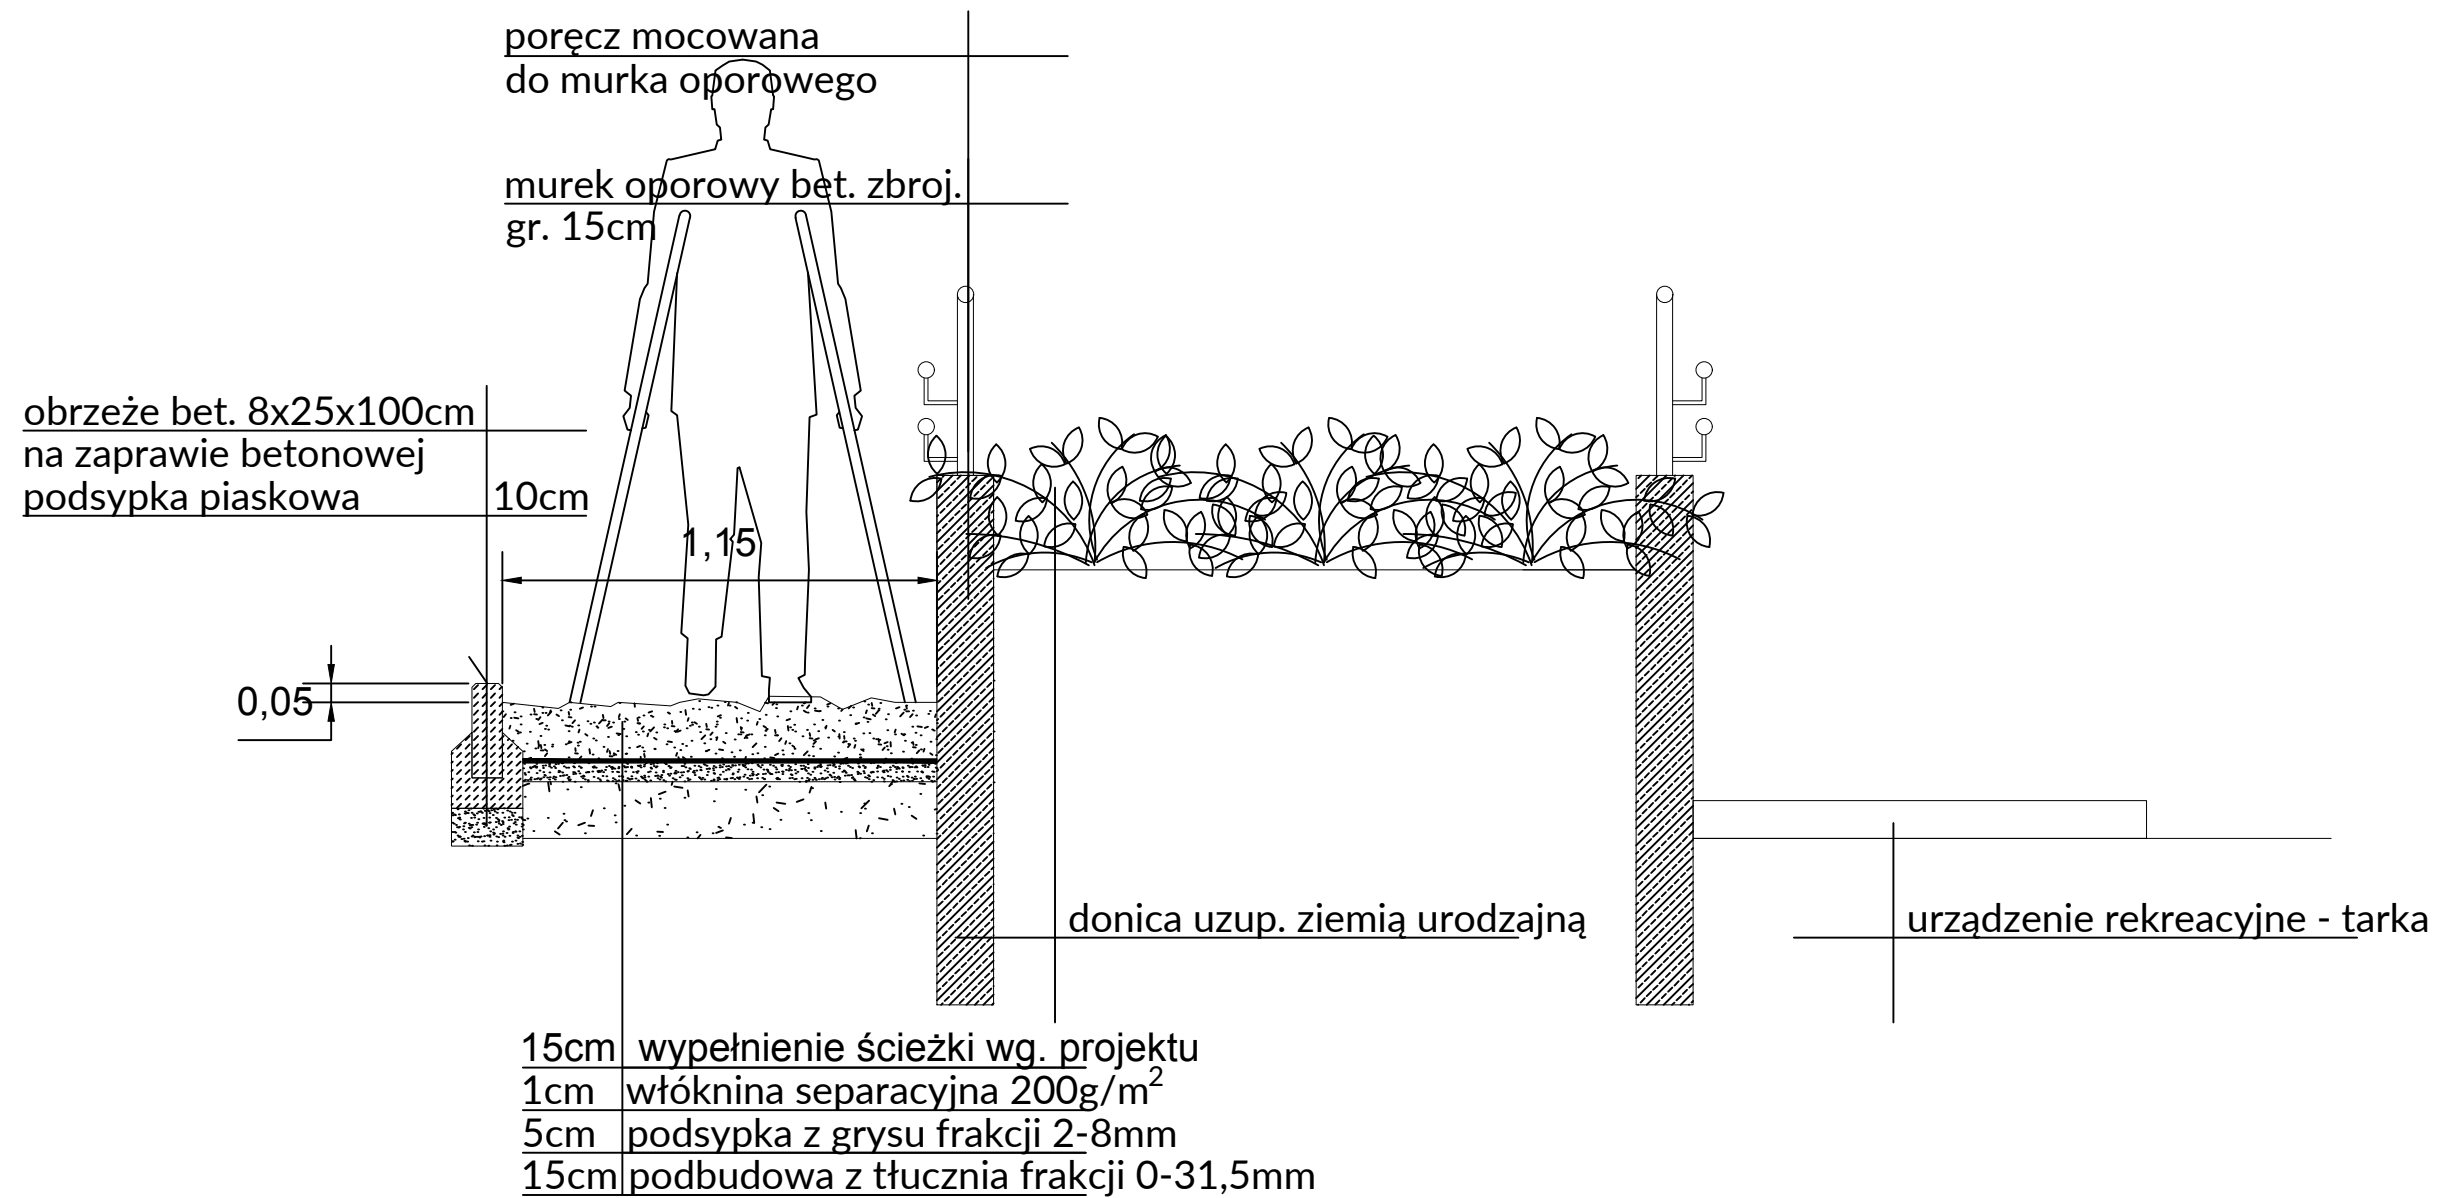 poręcz mocowana
do murka oporowego
murek oporowy bet. zbroj.
gr. 15cm
obrzeże bet. 8x25x100cm
na zaprawie betonowej
podsypka piaskowa 10cm
1,15
0,05
donica uzup. ziemią urodzajną
urządzenie rekreacyjne - tarka
15cm wypełnienie ścieżki wg. projektu
1cm włóknina separacyjna 200g/m²
5cm podsypka z grysu frakcji 2-8mm
15cm podbudowa z tłucznia frakcji 0-31,5mm